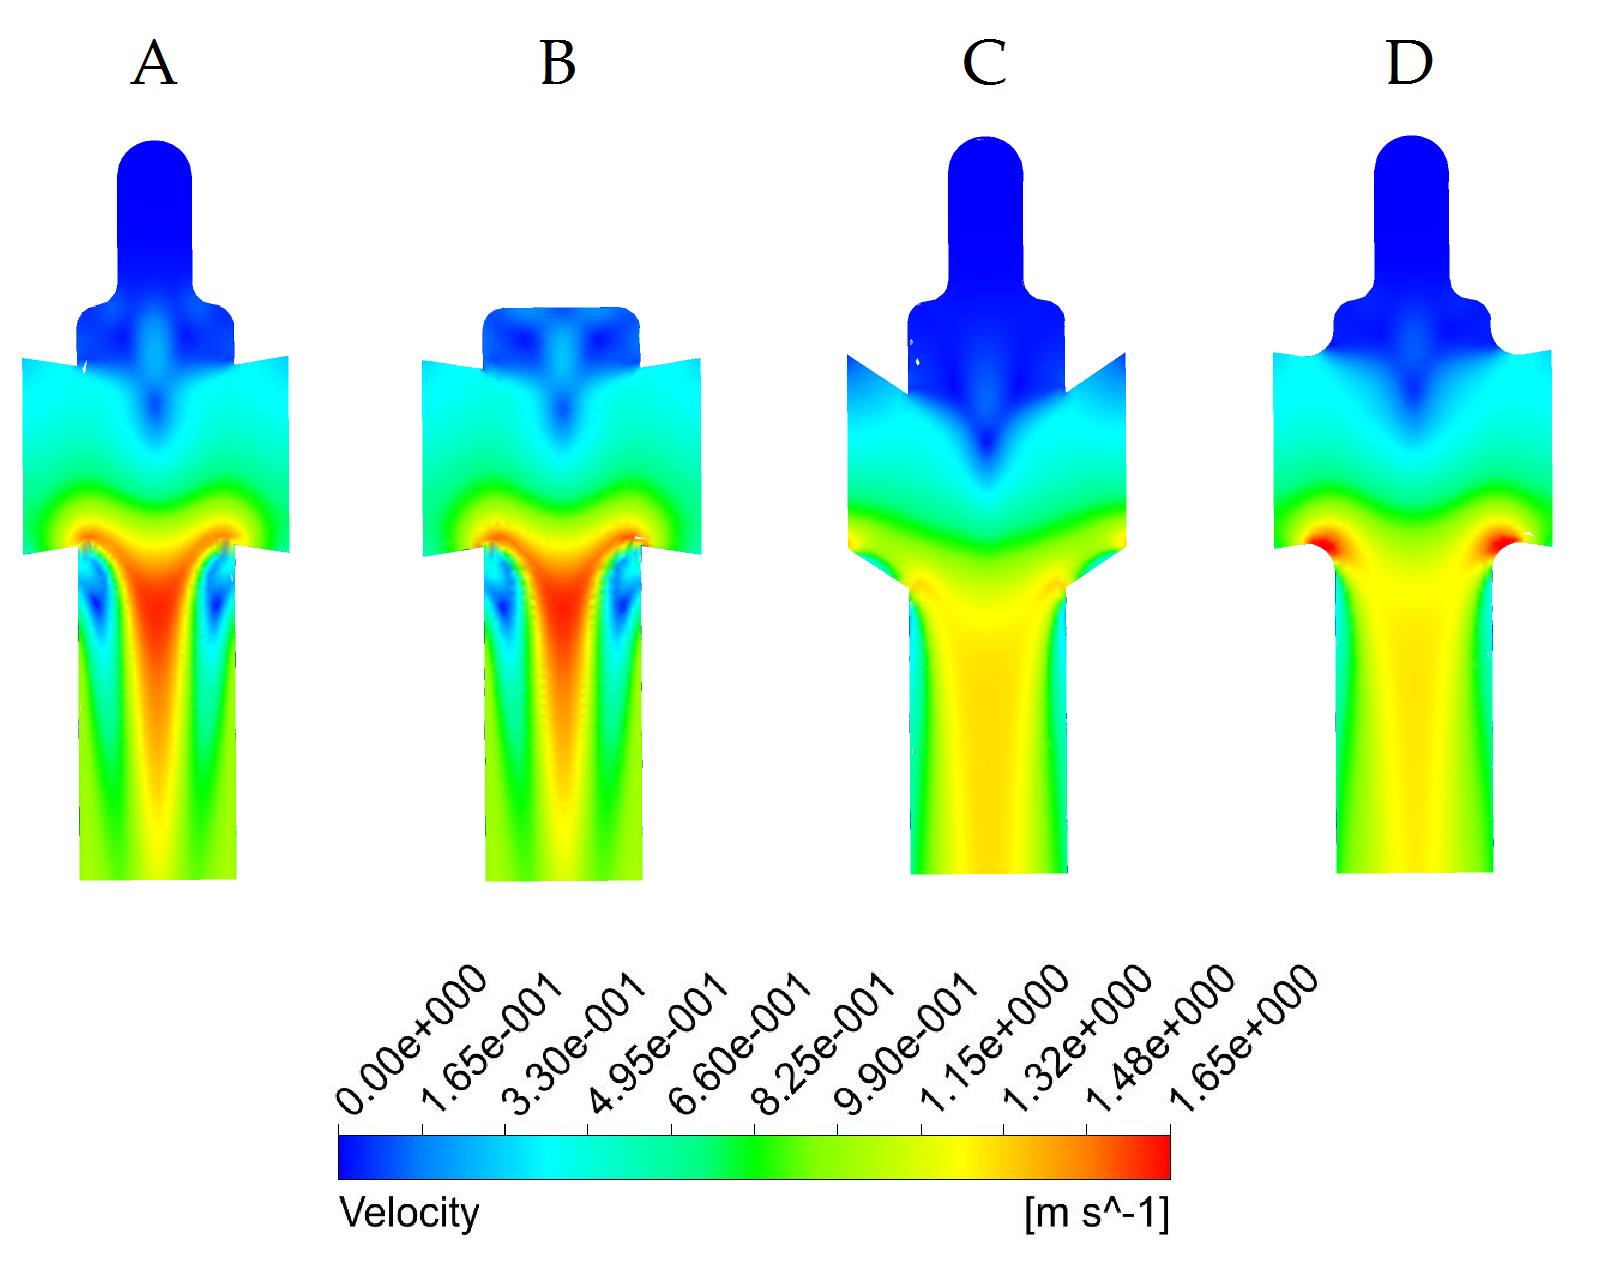 A
B
C
D
0.00e+000
1.65e-001
3.30e-001
4.95e-001
6.60e-001
8.25e-001
9.90e-001
1.15e+000
1.32e+000
1.48e+000
1.65e+000
Velocity
[m s^-1]